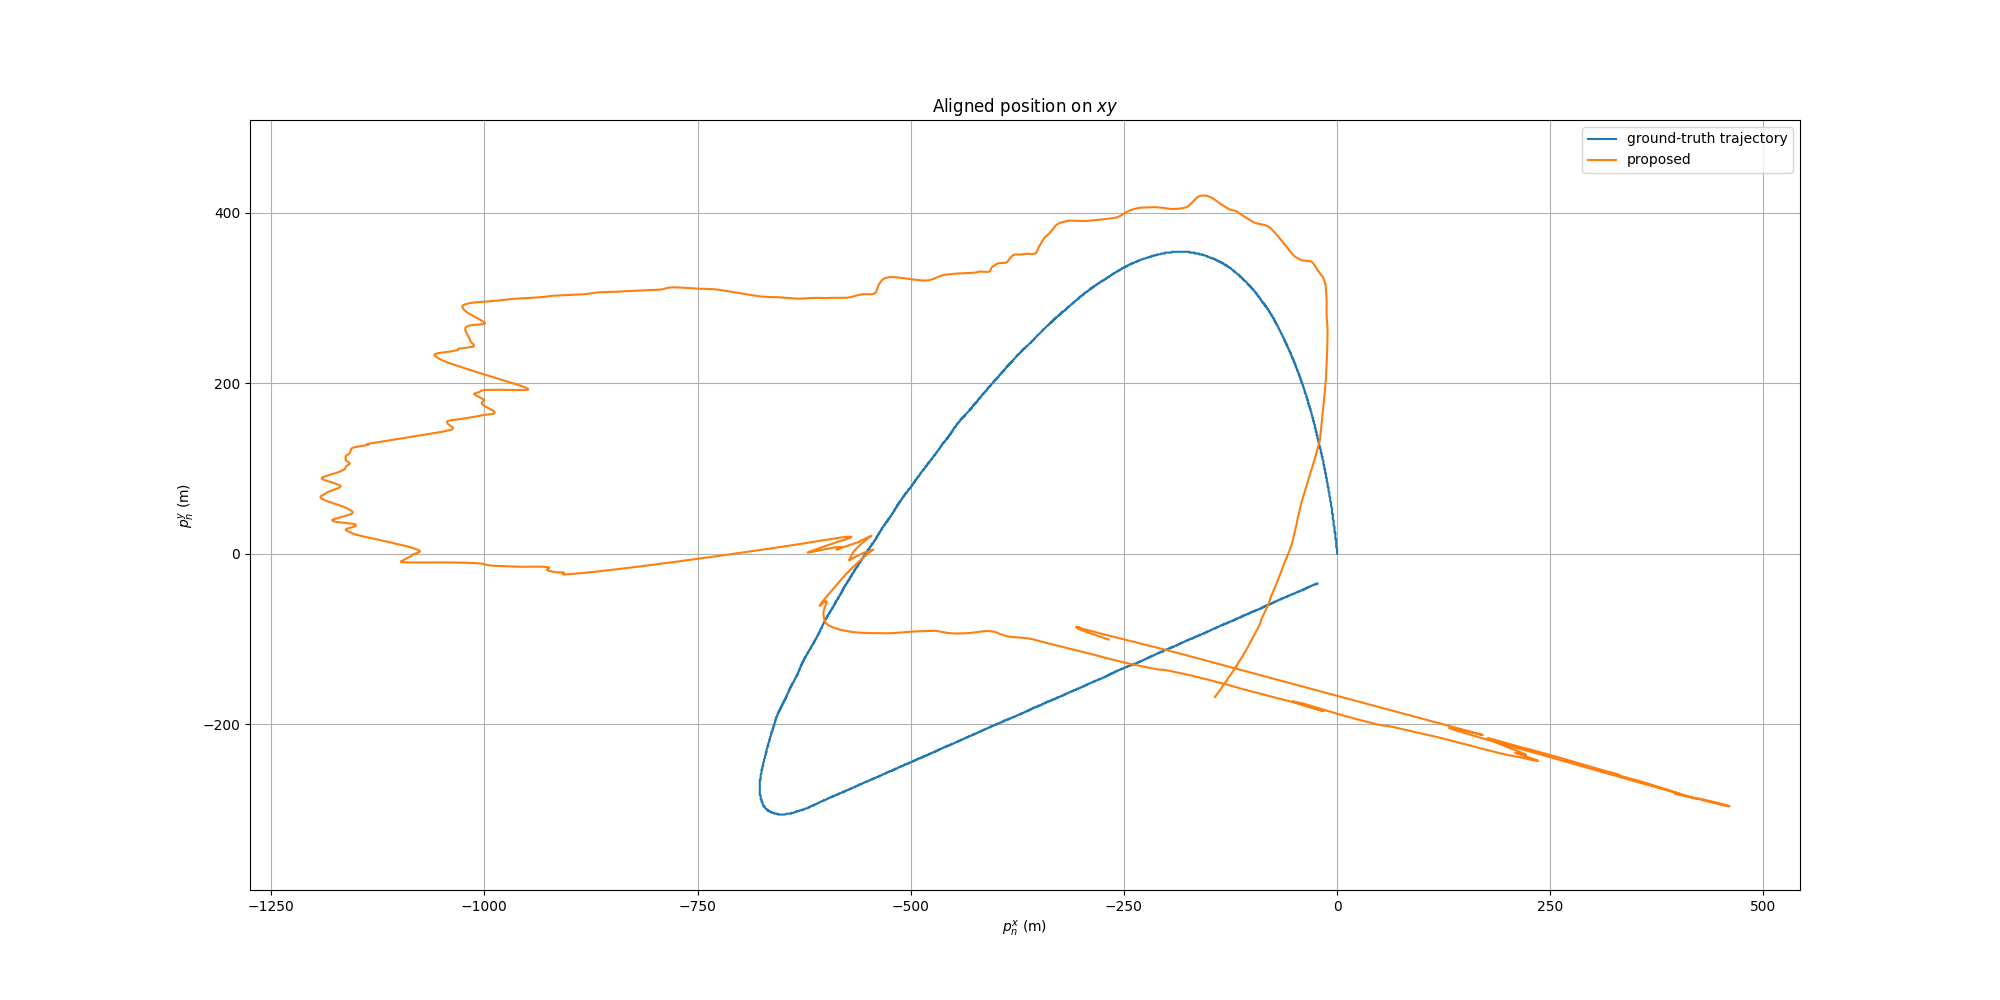 Aligned position on xy
ground-truth trajectory
proposed
400
200
0
−200
p_n^y (m)
−1250 −1000 −750 −500 −250 0 250 500
p_n^x (m)